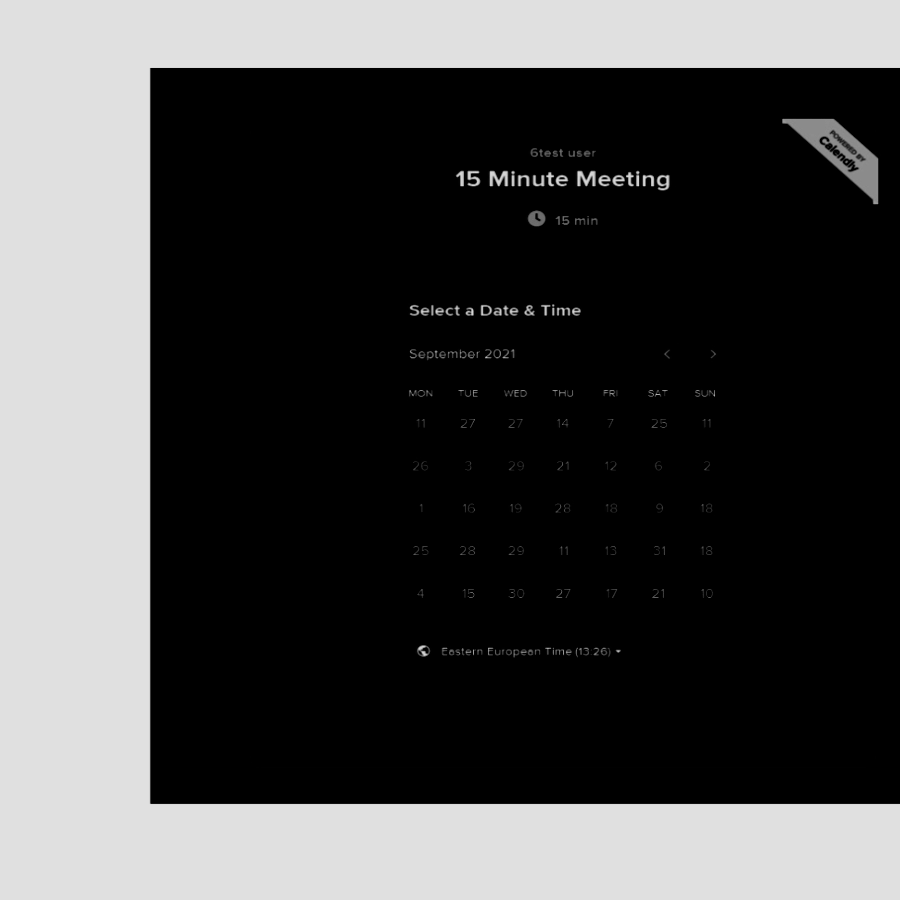 POWERED BY
Calendly
6test user
15 Minute Meeting
15 min
Select a Date & Time
September 2021
MON TUE WED THU FRI SAT SUN
11 27 27 14 7 25 11
26 3 29 21 12 6 2
1 16 19 28 18 9 18
25 28 29 11 13 31 18
4 15 30 27 17 21 10
Eastern European Time (13:26)